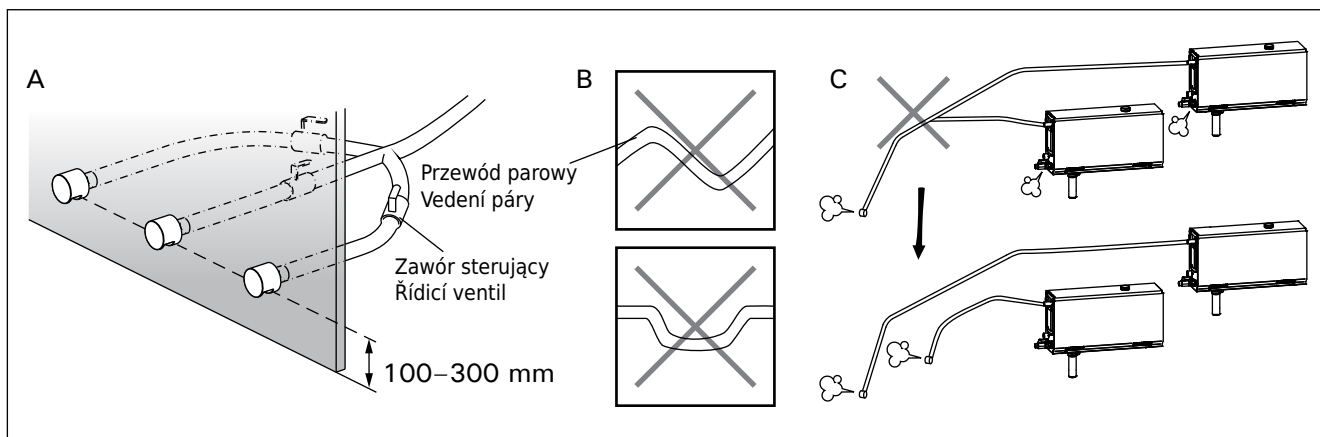 A
B
C
Przewód parowy
Vedení páry
Zawór sterujący
Řídicí ventil
100–300 mm